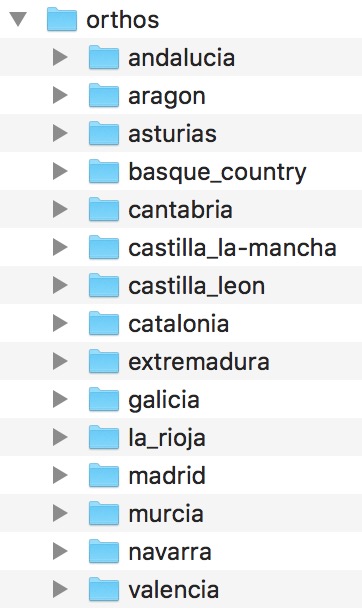 orthos
andalucia
aragon
asturias
basque_country
cantabria
castilla_la-mancha
castilla_leon
catalonia
extremadura
galicia
la_rioja
madrid
murcia
navarra
valencia